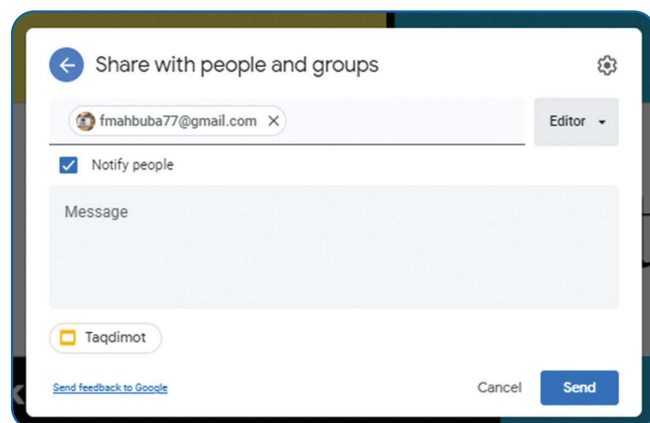 Share with people and groups
fmahbuba77@gmail.com
Editor
Notify people
Message
Taqdimot
Send feedback to Google
Cancel
Send